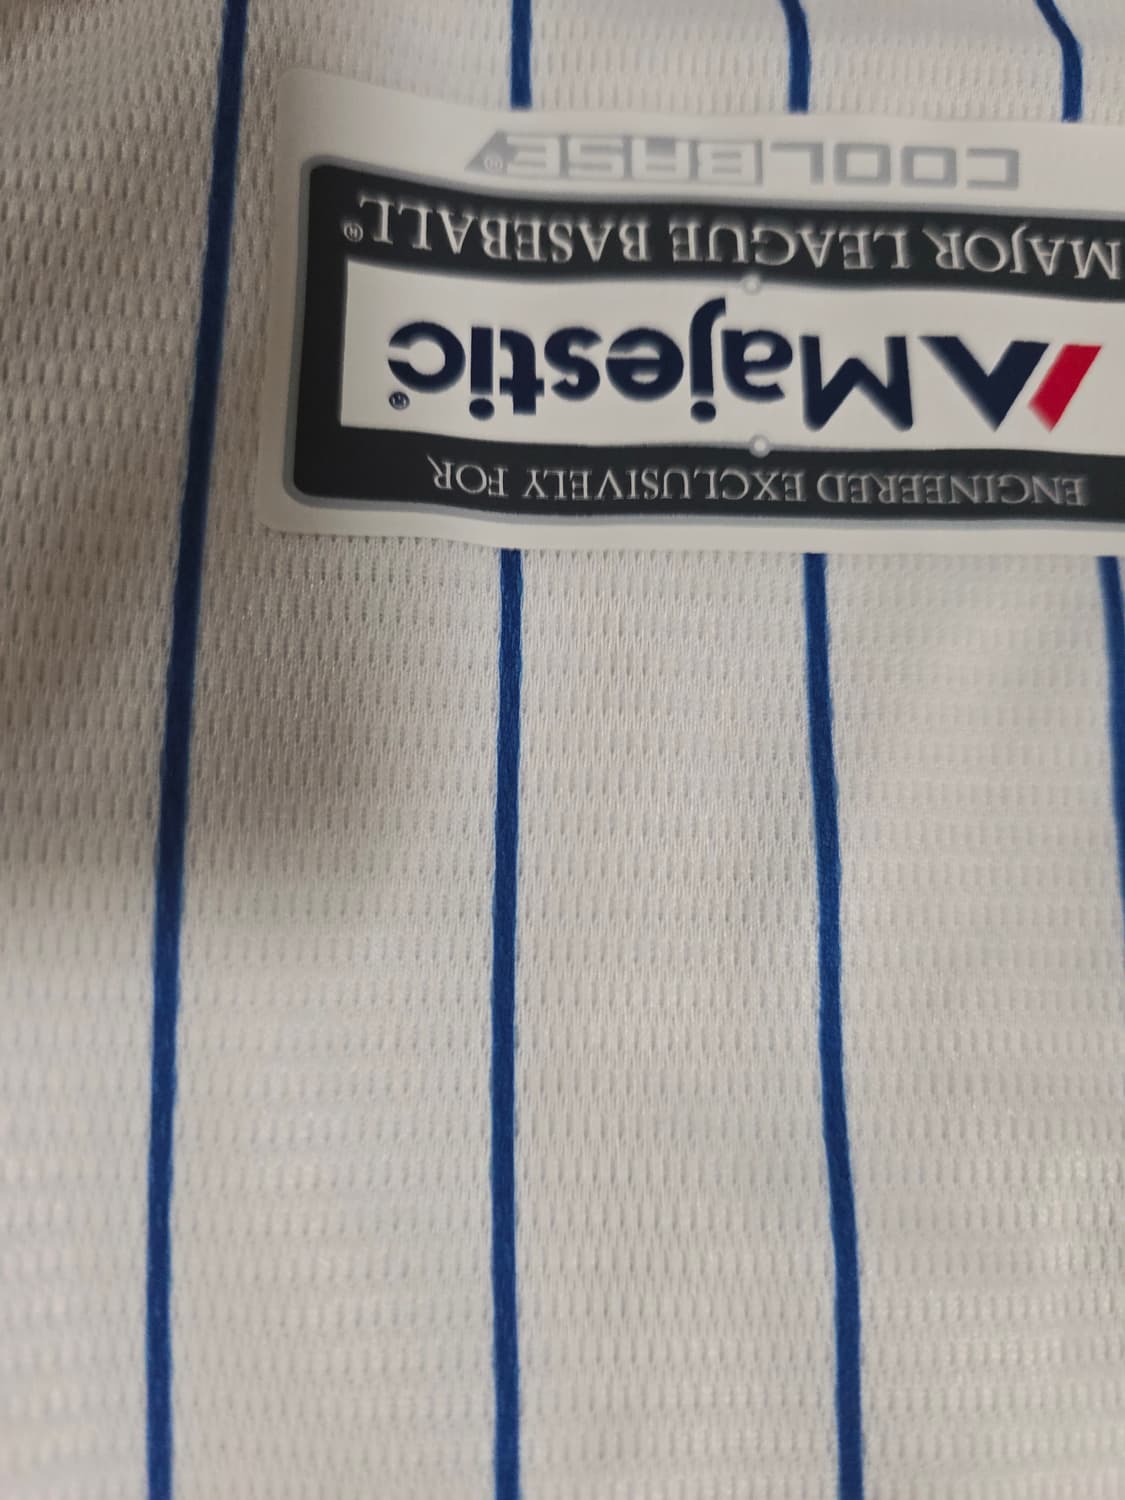 ENGINEERED EXCLUSIVELY FOR
Majestic®
MAJOR LEAGUE BASEBALL®
COOLBASE®